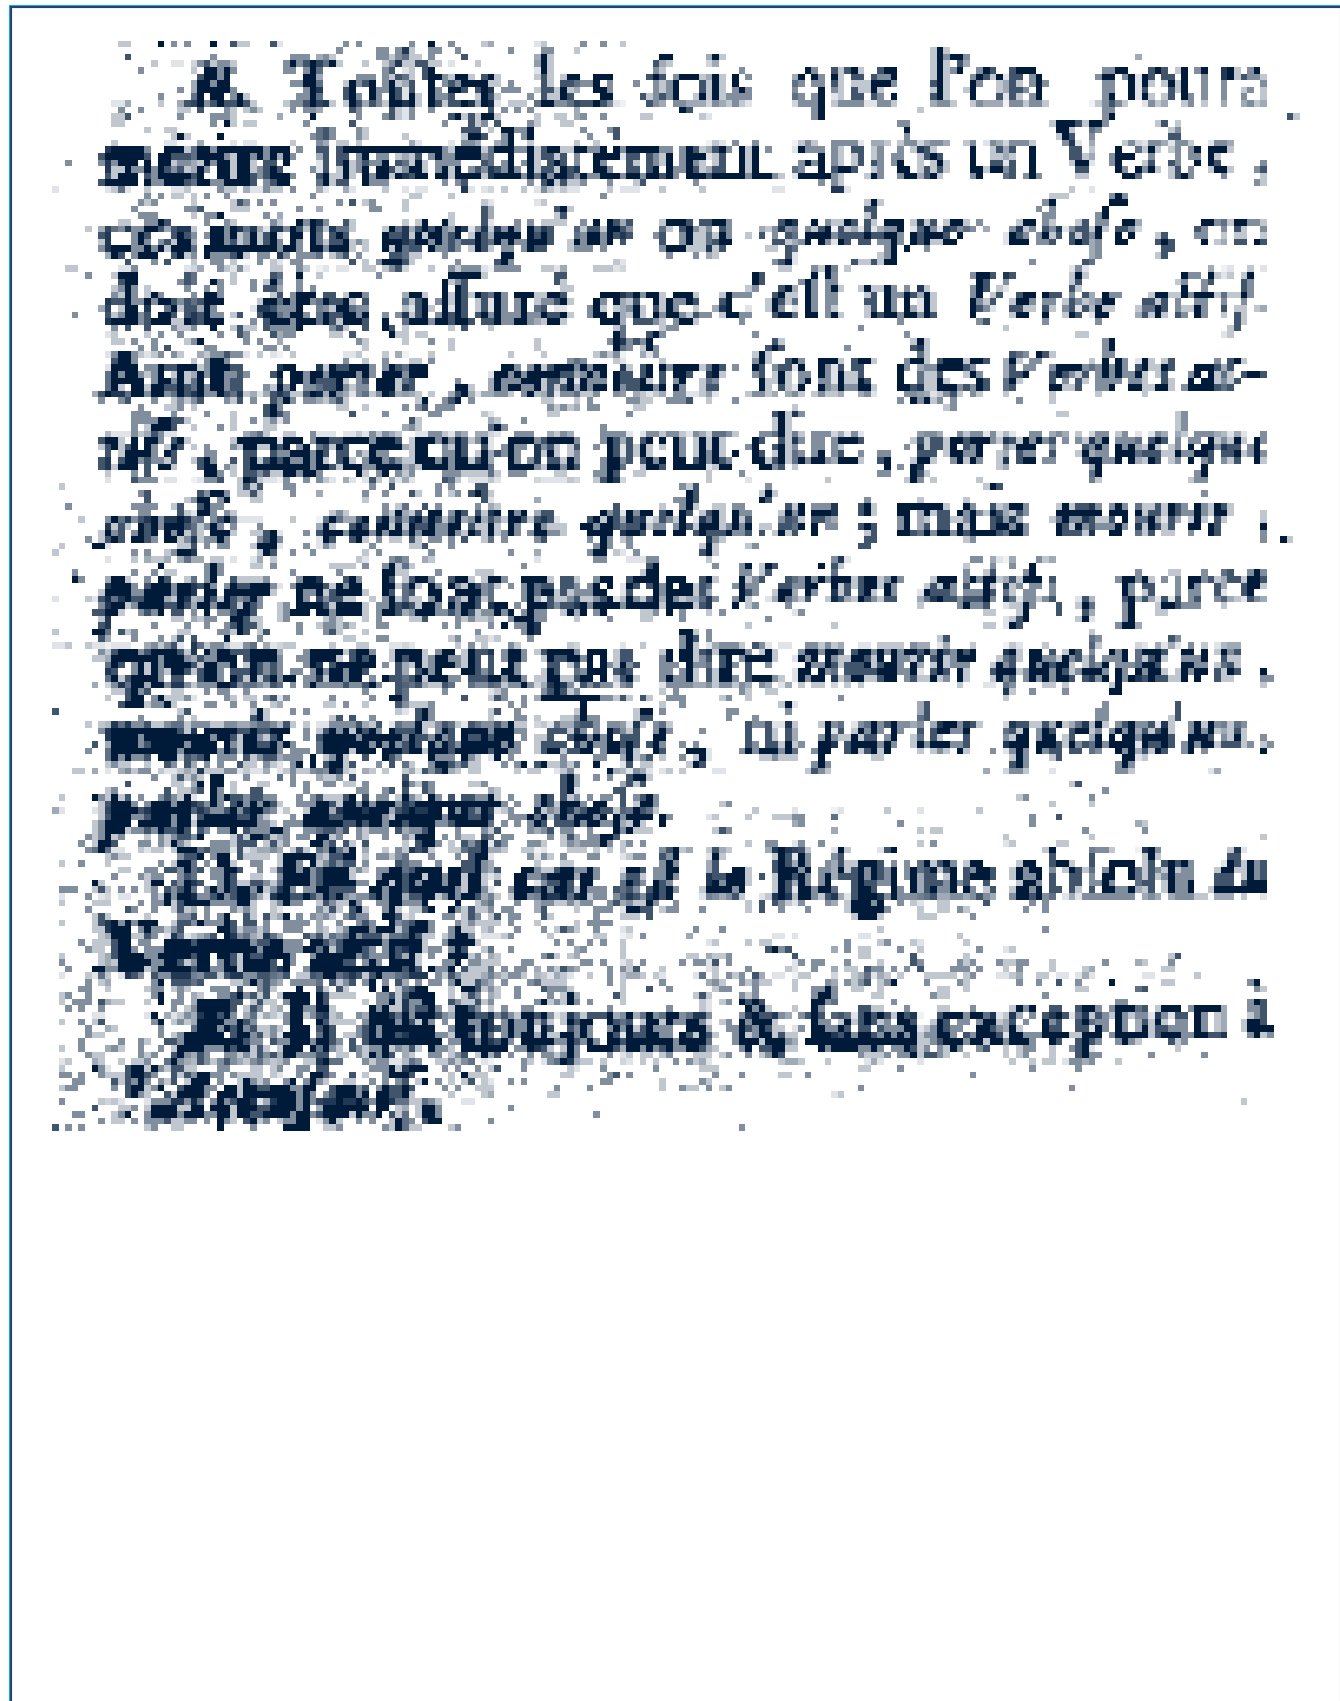 R. Toutes les fois que l'on poura
mettre immédiatement après un Verbe,
ces mots quelqu'un ou quelque chose, on
doit être assuré que c'est un Verbe actif.
Ainsi porter, connoître sont des Verbes ac-
tifs, parce qu'on peut dire, porter quelque
chose, connoître quelqu'un ; mais mourir,
parler ne sont pas des Verbes actifs, parce
qu'on ne peut pas dire mourir quelqu'un,
mourir quelque chose, ni parler quelqu'un,
parler quelque chose.
D. En quel cas est le Régime absolu du
Verbe actif ?
R. Il est toujours & sans exception à
l'Accusatif.